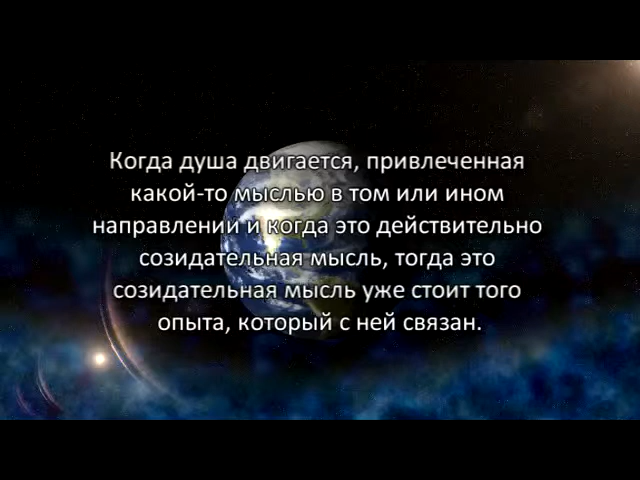 Когда душа двигается, привлеченная
какой-то мыслью в том или ином
направлений и когда это действительно
созидательная мысль, тогда это
созидательная мысль уже стоит того
опыта, который с ней связан.